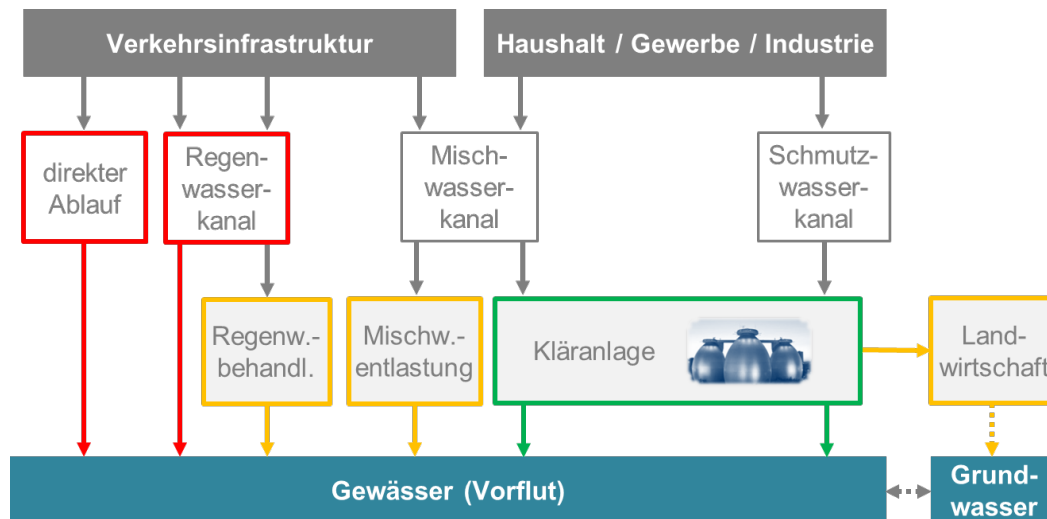 Verkehrsinfrastruktur
Haushalt / Gewerbe / Industrie
direkter
Ablauf
Regen-
wasser-
kanal
Misch-
wasser-
kanal
Schmutz-
wasser-
kanal
Regenw.-
behandl.
Mischw.-
entlastung
Kläranlage
Land-
wirtschaft
Gewässer (Vorflut)
Grund-
wasser